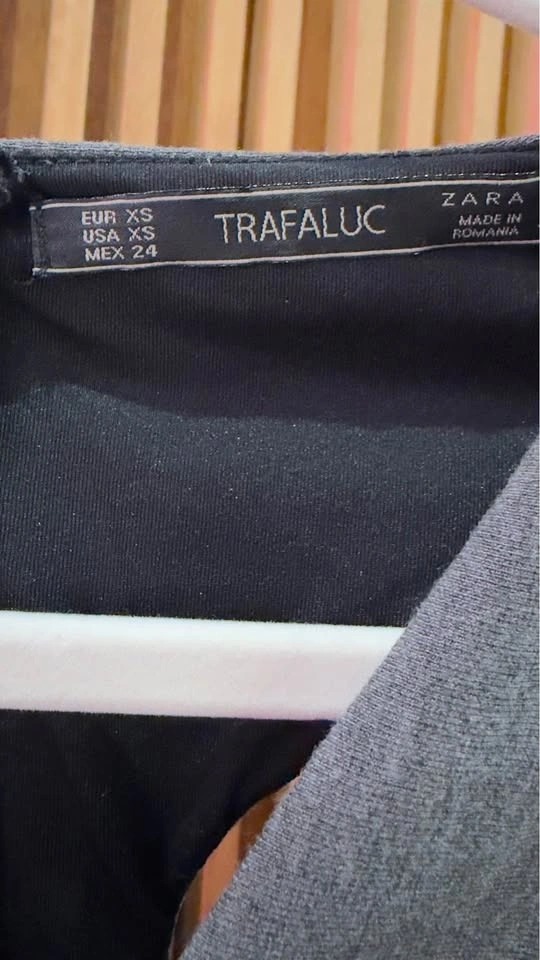 EUR XS
USA XS
MEX 24
TRAFALUC
ZARA
MADE IN
ROMANIA